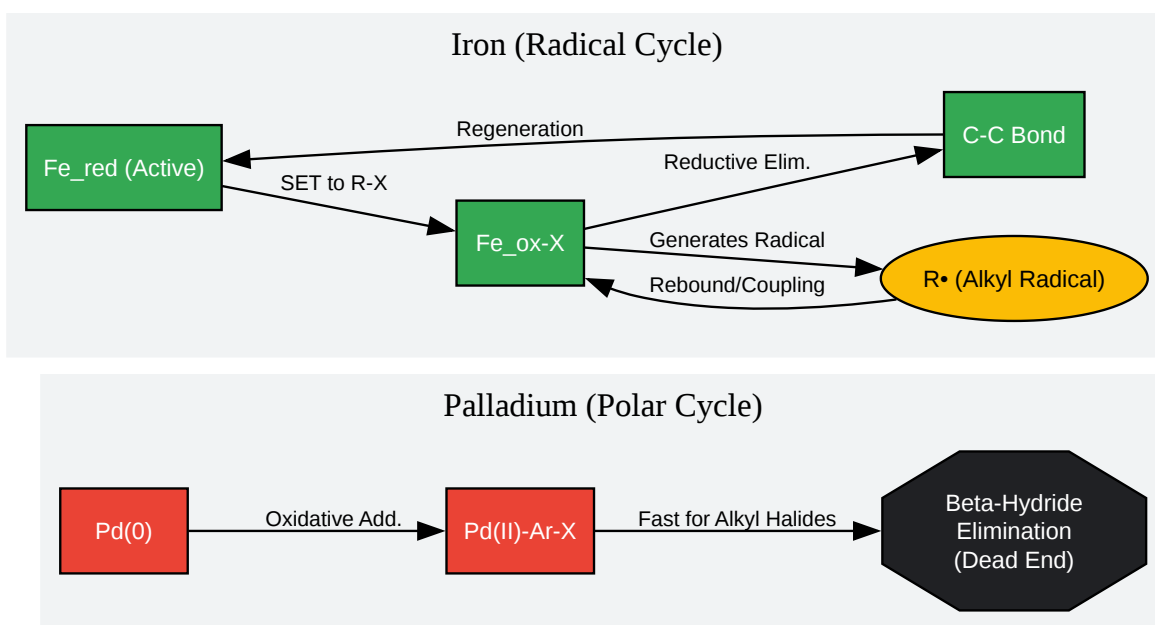 Iron (Radical Cycle)
Regeneration
C-C Bond
Fe_red (Active)
SET to R-X
Reductive Elim.
Fe_ox-X
Generates Radical
Rebound/Coupling
R• (Alkyl Radical)
Palladium (Polar Cycle)
Pd(0)
Oxidative Add.
Pd(II)-Ar-X
Fast for Alkyl Halides
Beta-Hydride
Elimination
(Dead End)